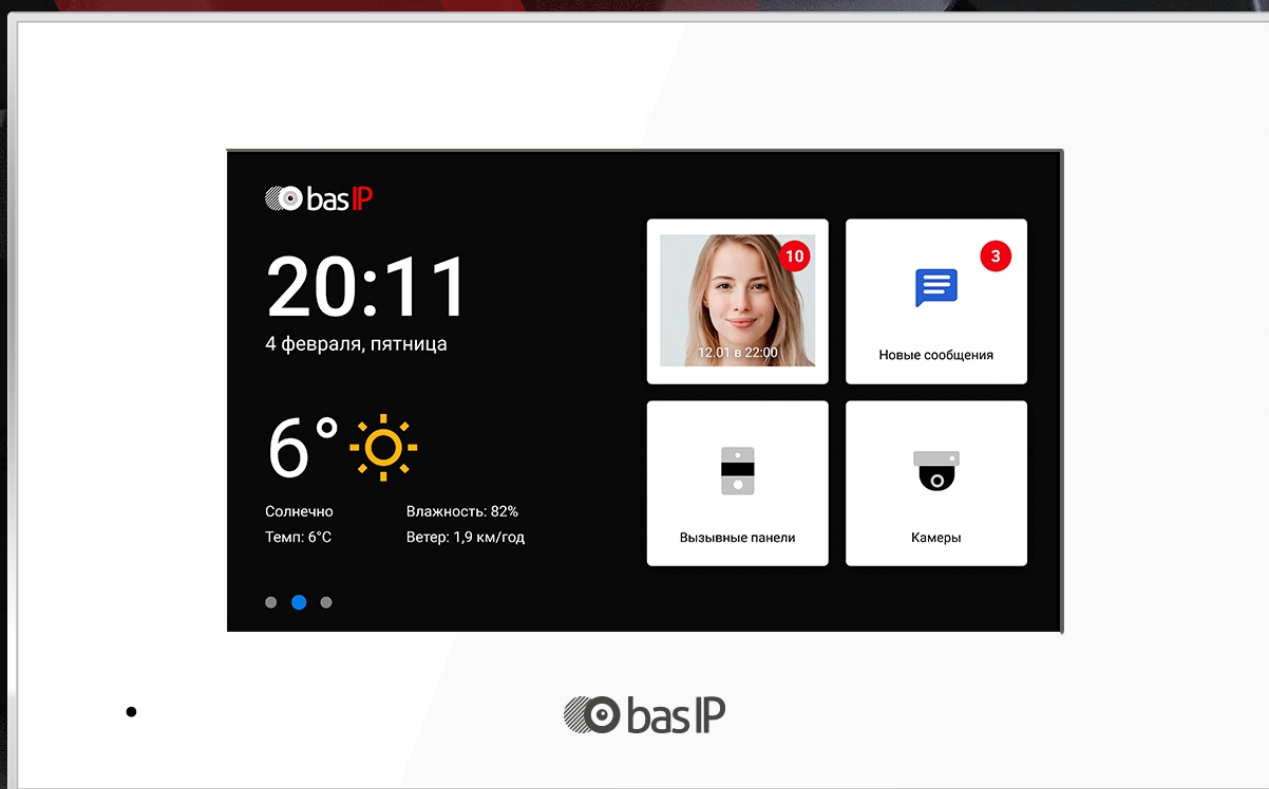 bas IP
20:11
4 февраля, пятница
6°
Солнечно
Влажность: 82%
Темп: 6°C
Ветер: 1,9 км/год
10
12.01 в 22:00
3
Новые сообщения
Вызывные панели
Камеры
bas IP